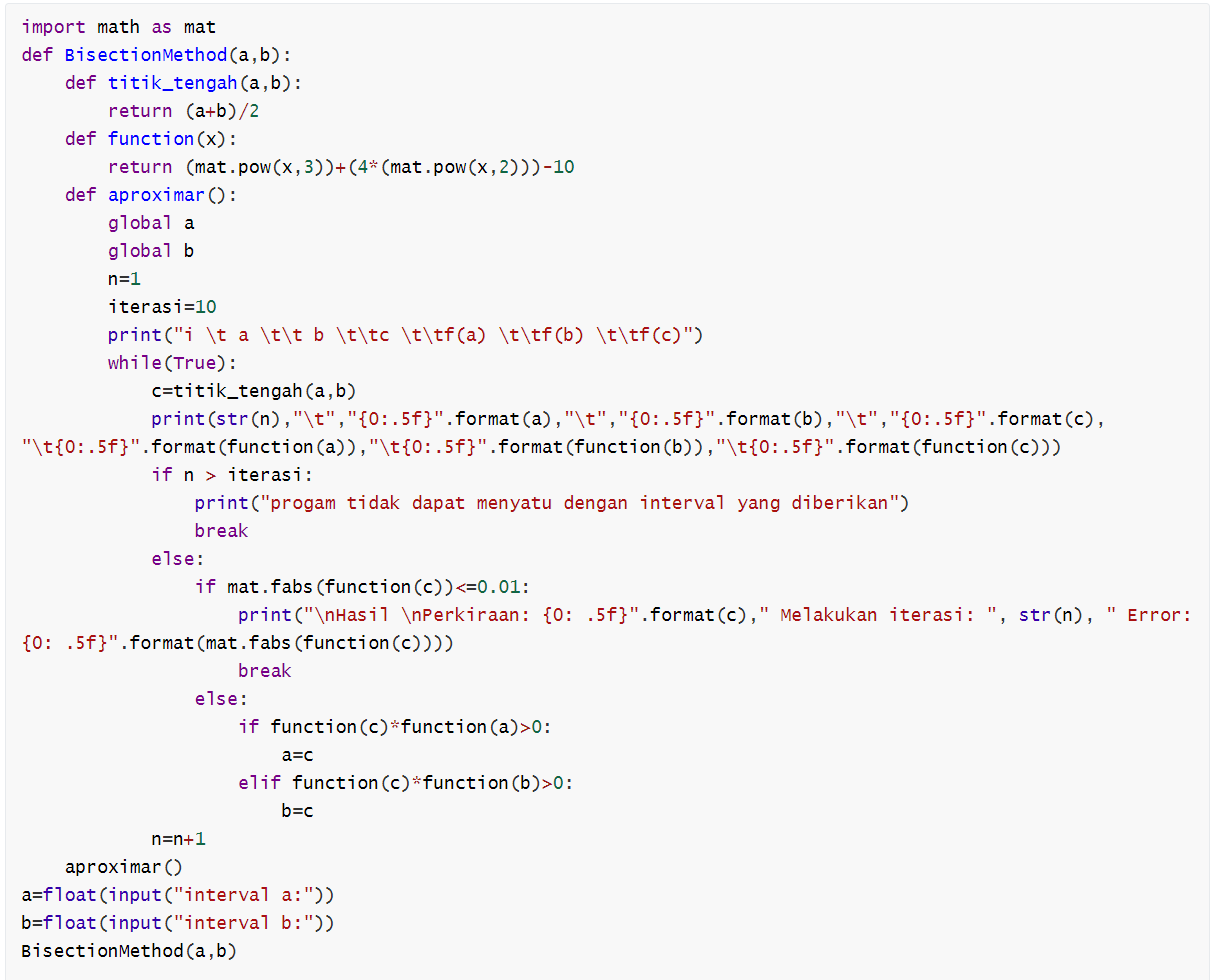 import math as mat
def BisectionMethod(a,b):
    def titik_tengah(a,b):
        return (a+b)/2
    def function(x):
        return (mat.pow(x,3))+(4*(mat.pow(x,2)))-10
    def aproximar():
        global a
        global b
        n=1
        iterasi=10
        print("i \t a \t\t b \t\tc \t\tf(a) \t\tf(b) \t\tf(c)")
        while(True):
            c=titik_tengah(a,b)
            print(str(n),"\t","{0:.5f}".format(a),"\t","{0:.5f}".format(b),"\t","{0:.5f}".format(c),
"\t{0:.5f}".format(function(a)),"\t{0:.5f}".format(function(b)),"\t{0:.5f}".format(function(c)))
            if n > iterasi:
                print("progam tidak dapat menyatu dengan interval yang diberikan")
                break
            else:
                if mat.fabs(function(c))<=0.01:
                    print("\nHasil \nPerkiraan: {0: .5f}".format(c)," Melakukan iterasi: ", str(n), " Error:
{0: .5f}".format(mat.fabs(function(c))))
                    break
                else:
                    if function(c)*function(a)>0:
                        a=c
                    elif function(c)*function(b)>0:
                        b=c
            n=n+1
    aproximar()
a=float(input("interval a:"))
b=float(input("interval b:"))
BisectionMethod(a,b)